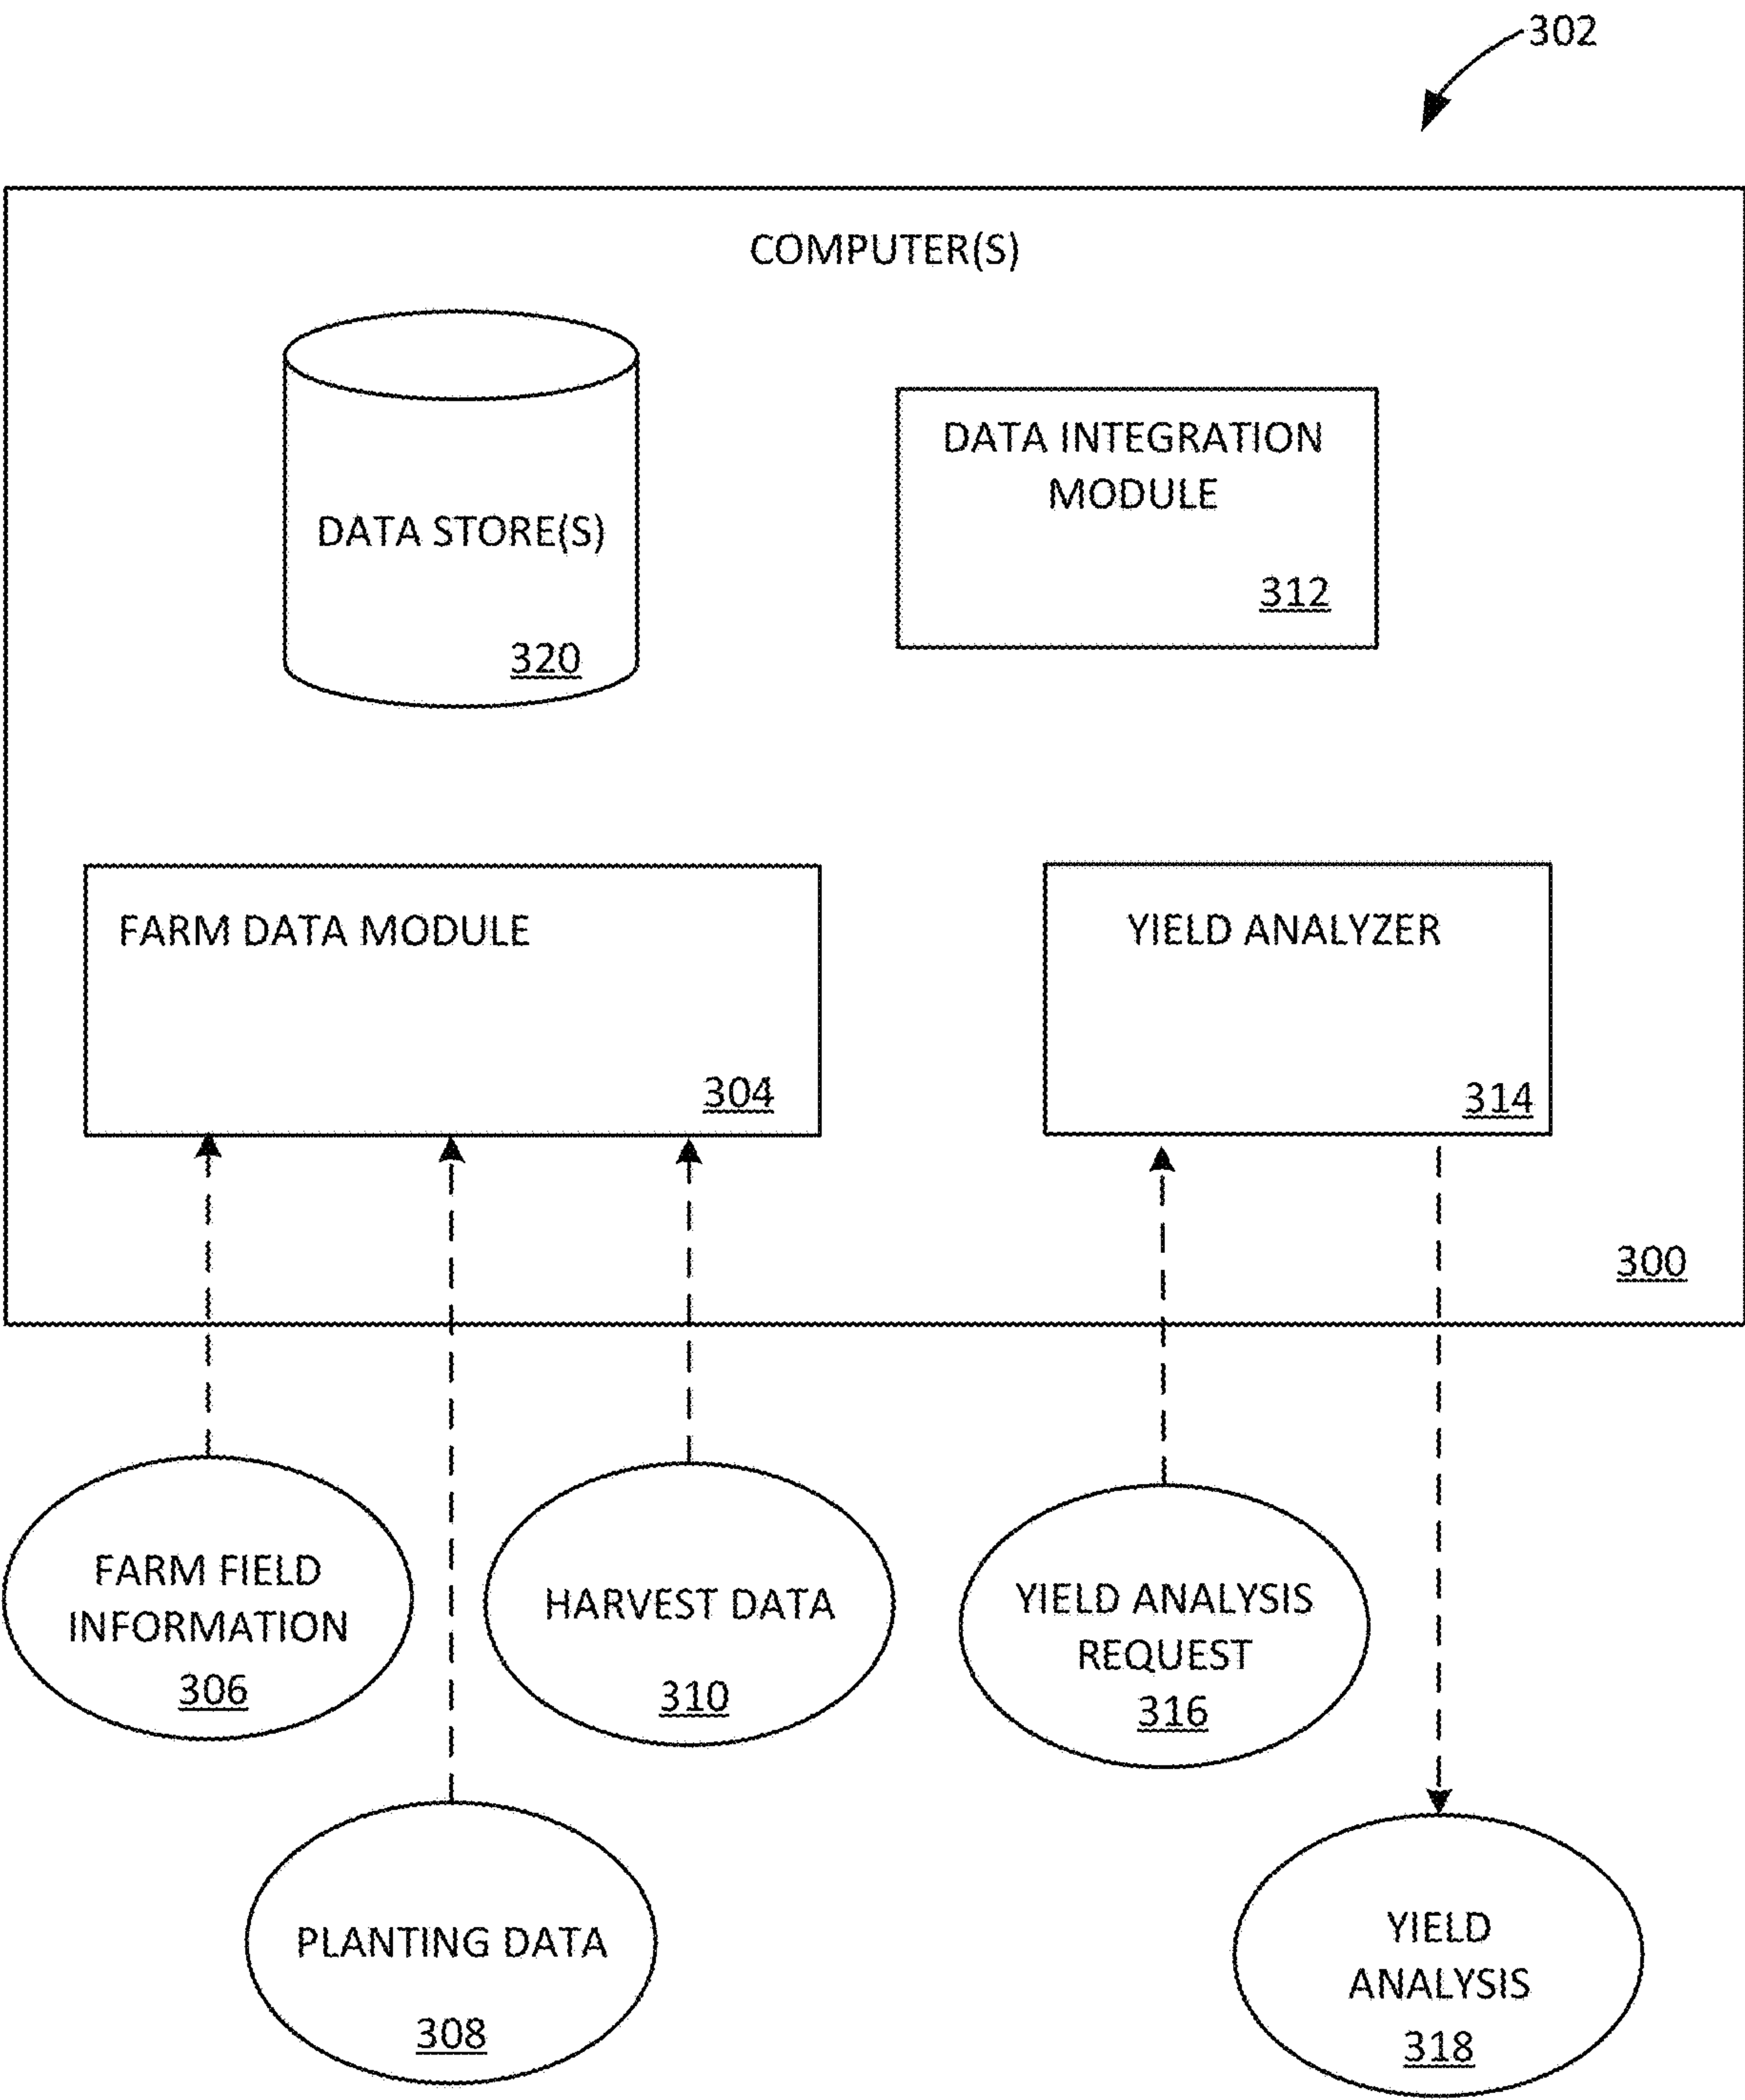 302
COMPUTER(S)
DATA STORE(S)
320
DATA INTEGRATION
MODULE
312
FARM DATA MODULE
304
YIELD ANALYZER
314
300
FARM FIELD
INFORMATION
306
HARVEST DATA
310
YIELD ANALYSIS
REQUEST
316
PLANTING DATA
308
YIELD
ANALYSIS
318